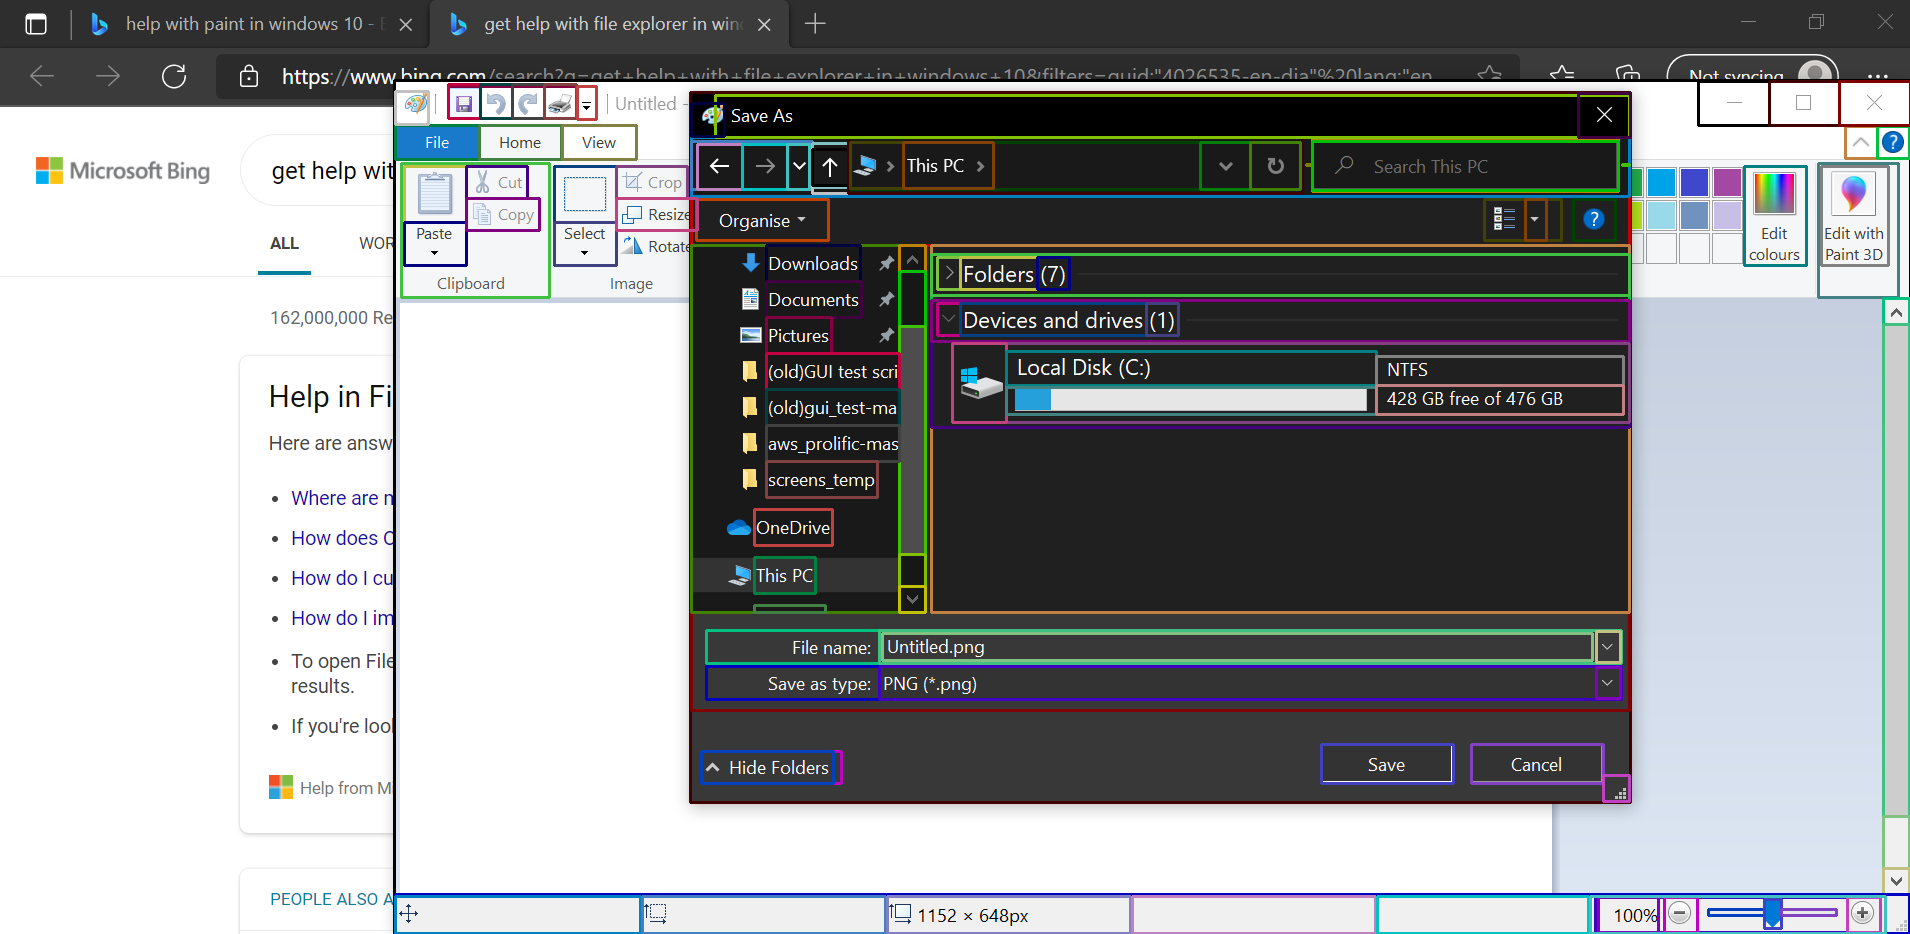 help with paint in windows 10 -
get help with file explorer in win
https://www.bing.com/search?q=get+help+with+file+explorer+in+windows+10&filters=guid:"4026535-en-dia"%20lang:"en
Not syncing
Microsoft Bing
get help wit
ALL
WOR
162,000,000 Re
Help in Fi
Here are answ
Where are n
How does C
How do I cu
How do I im
To open File
results.
If you're loo
Help from Mi
PEOPLE ALSO A
Untitled -
File
Home
View
Paste
Cut
Copy
Clipboard
Select
Crop
Resize
Rotate
Image
Edit
colours
Edit with
Paint 3D
Save As
This PC
Search This PC
Organise
Downloads
Documents
Pictures
(old)GUI test scri
(old)gui_test-ma
aws_prolific-mas
screens_temp
OneDrive
This PC
Folders (7)
Devices and drives (1)
Local Disk (C:)
NTFS
428 GB free of 476 GB
File name: Untitled.png
Save as type: PNG (*.png)
Hide Folders
Save
Cancel
1152 × 648px
100%